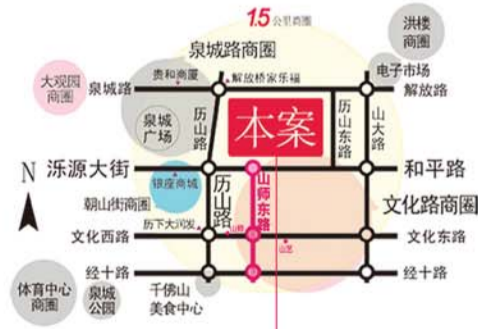 1.5公里商圈
洪楼
商圈
泉城路商圈
电子市场
大观园
商圈
泉城路
贵和商厦
解放桥家乐福
解放路
泉城
广场
历山路
本案
历山东路
山大路
N
泺源大街
和平路
银座商城
朝山街商圈
历山路
山师东路
文化路商圈
历下大润发
山师
文化西路
山艺
文化东路
经十路
经十路
体育中心
商圈
泉城
公园
千佛山
美食中心